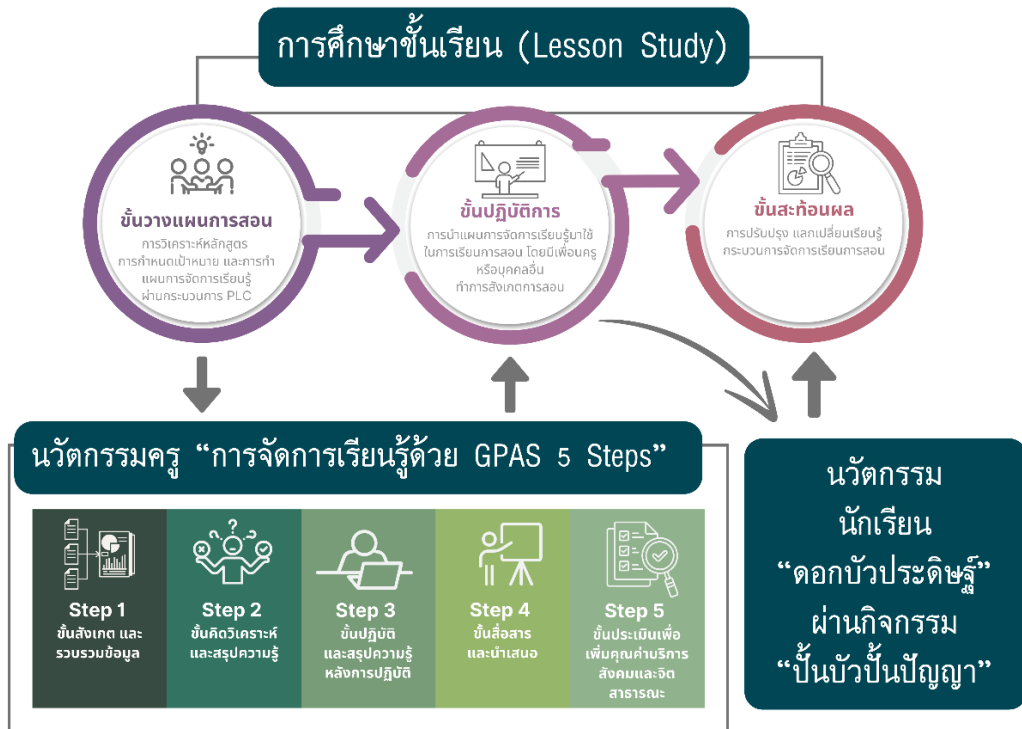 การศึกษาชั้นเรียน (Lesson Study)
ขั้นวางแผนการสอน
การวิเคราะห์หลักสูตร
การกำหนดเป้าหมาย และการทำ
แผนการจัดการเรียนรู้
ผ่านกระบวนการ PLC
ขั้นปฏิบัติการ
การนำแผนการจัดการเรียนรู้มาใช้
ในการเรียนการสอน โดยมีเพื่อนครู
หรือบุคคลอื่น
ทำการสังเกตการสอน
ขั้นสะท้อนผล
การปรับปรุง แลกเปลี่ยนเรียนรู้
กระบวนการจัดการเรียนการสอน
นวัตกรรมครู “การจัดการเรียนรู้ด้วย GPAS 5 Steps”
Step 1
ขั้นสังเกต และ
รวบรวมข้อมูล
Step 2
ขั้นคิดวิเคราะห์
และสรุปความรู้
Step 3
ขั้นปฏิบัติ
และสรุปความรู้
หลังการปฏิบัติ
Step 4
ขั้นสื่อสาร
และนำเสนอ
Step 5
ขั้นประเมินเพื่อ
เพิ่มคุณค่าบริการ
สังคมและจิต
สาธารณะ
นวัตกรรม
นักเรียน
“ดอกบัวประดิษฐ์”
ผ่านกิจกรรม
“ปั้นบัวปั้นปัญญา”